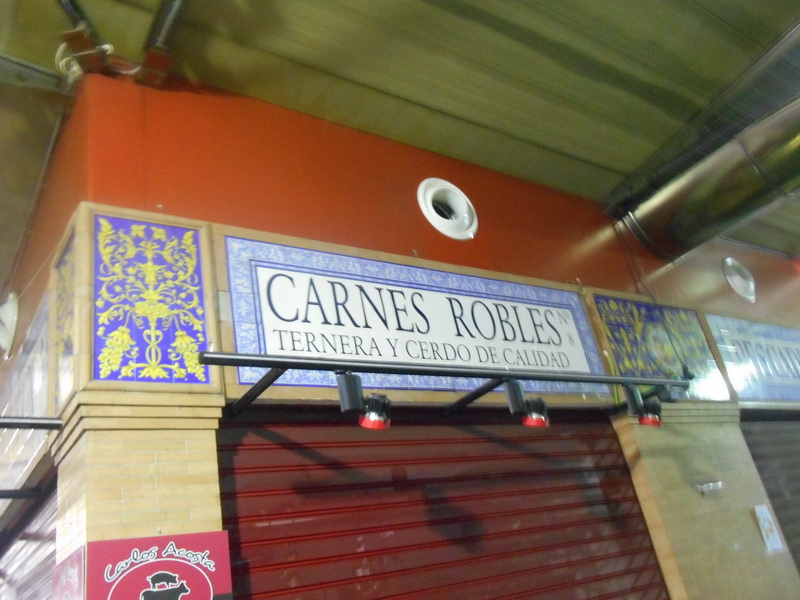 CARNES ROBLES Nº 8
TERNERA Y CERDO DE CALIDAD
Carlos Acosta